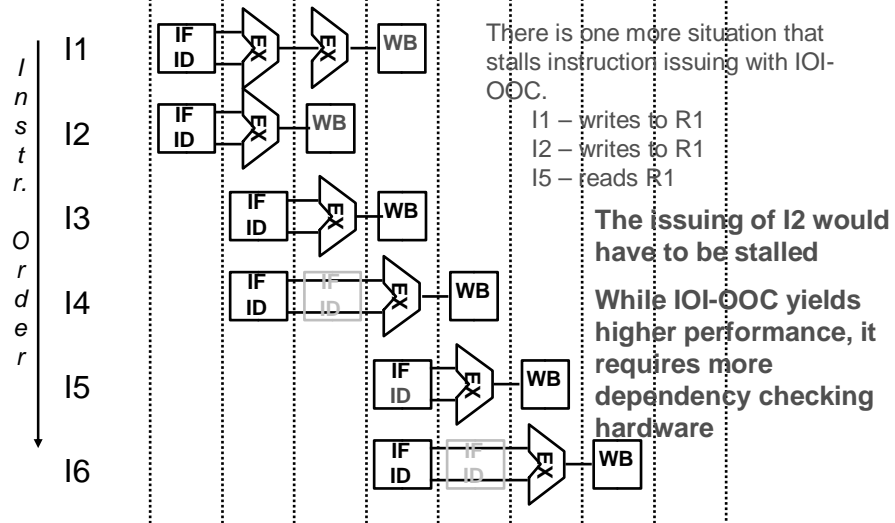 Instr. Order
I1
IF
ID
EX
EX
WB
There is one more situation that
stalls instruction issuing with IOI-
OOC.
I1 – writes to R1
I2 – writes to R1
I5 – reads R1
I2
IF
ID
EX
WB
I3
IF
ID
EX
WB
The issuing of I2 would
have to be stalled
I4
IF
ID
IF
ID
EX
WB
While IOI-OOC yields
higher performance, it
requires more
dependency checking
hardware
I5
IF
ID
EX
WB
I6
IF
ID
IF
ID
EX
WB